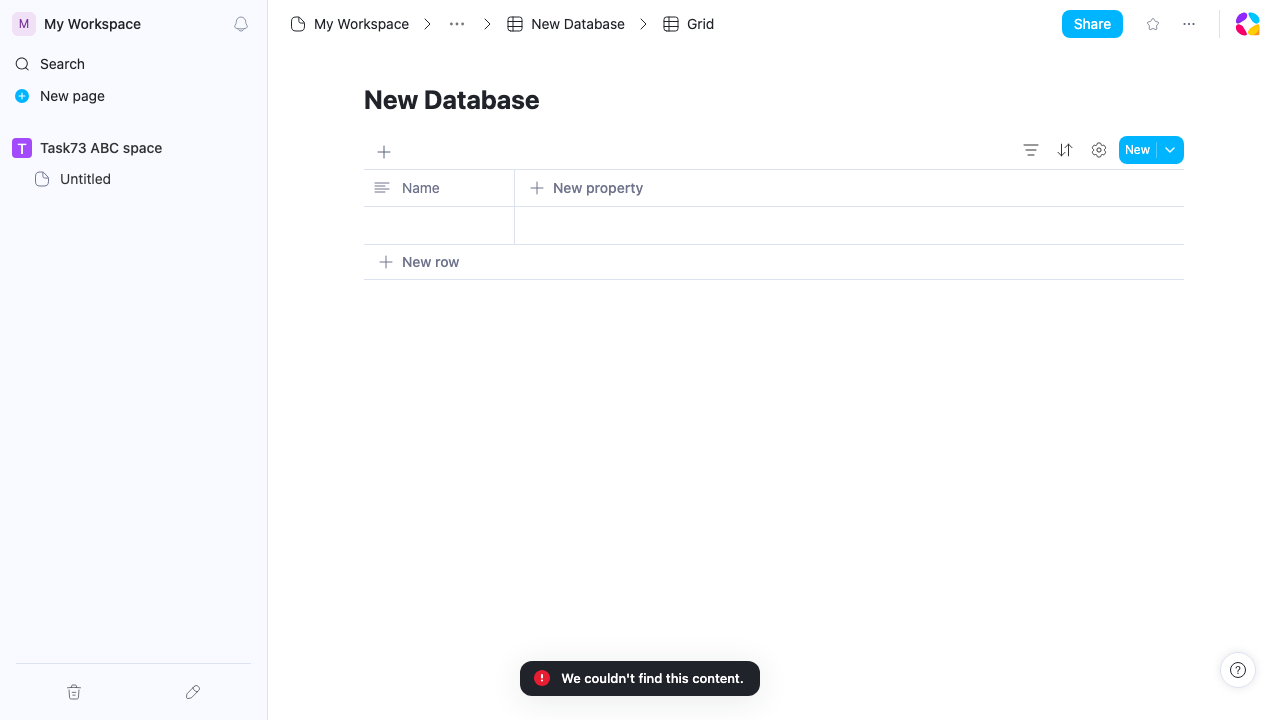 M My Workspace
Search
New page
T Task73 ABC space
Untitled
My Workspace > ··· > New Database > Grid
Share
New Database
New
Name
New property
New row
We couldn't find this content.